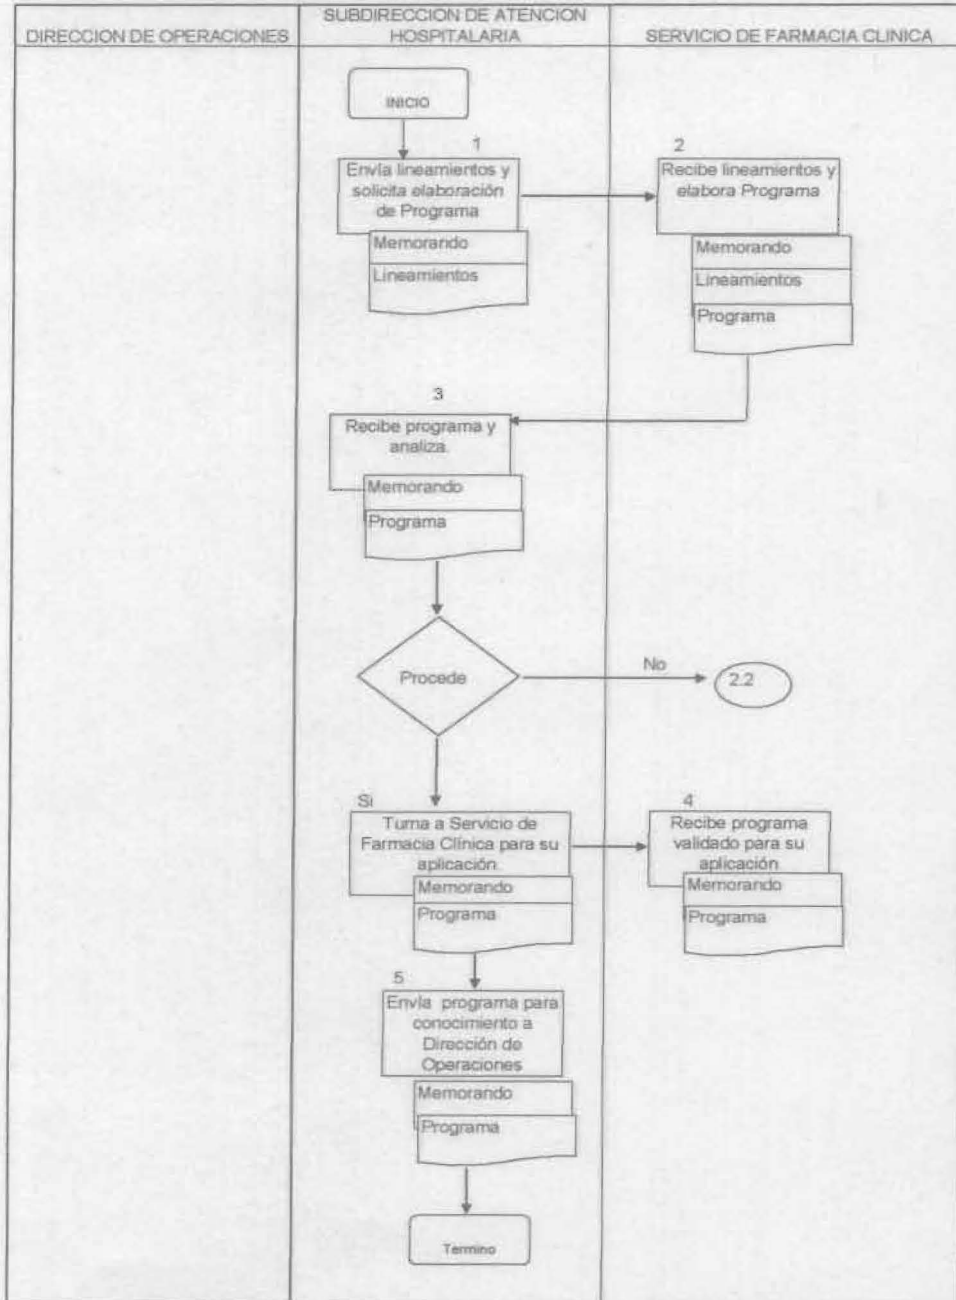 DIRECCION DE OPERACIONES
SUBDIRECCION DE ATENCION
HOSPITALARIA
SERVICIO DE FARMACIA CLINICA
INICIO
1
Envía lineamientos y
solicita elaboración
de Programa
Memorando
Lineamientos
2
Recibe lineamientos y
elabora Programa
Memorando
Lineamientos
Programa
3
Recibe programa y
analiza.
Memorando
Programa
Procede
No
2.2
Si
Turna a Servicio de
Farmacia Clínica para su
aplicación.
Memorando
Programa
4
Recibe programa
validado para su
aplicación
Memorando
Programa
5
Envía programa para
conocimiento a
Dirección de
Operaciones
Memorando
Programa
Termino